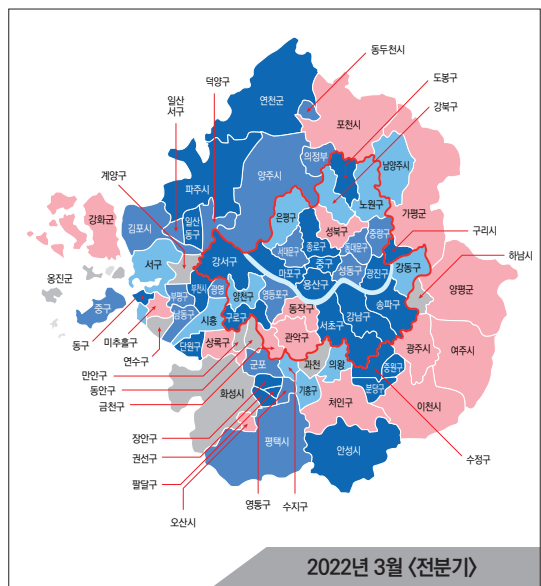 동두천시
덕양구
도봉구
일산
서구
연천군
강북구
포천시
의정부
남양주시
계양구
파주시
양주시
노원구
가평군
강화군
김포시
일산
동구
은평구
성북구
중랑구
구리시
서대문구
종로구
동대문구
하남시
옹진군
서구
강서구
마포구
중구
성동구
광진구
강동구
용산구
양평군
중구
부평구
부천시
광명
양천구
영등포구
송파구
남동구
동작구
강남구
동구
미추홀구
시흥
구로구
서초구
연수구
단원구
상록구
관악구
광주시
여주시
만안구
군포
과천
의왕
중원구
동안구
분당구
금천구
화성시
기흥구
처인구
이천시
장안구
권선구
평택시
안성시
수정구
팔달구
영통구
수지구
오산시
2022년 3월 〈전분기〉